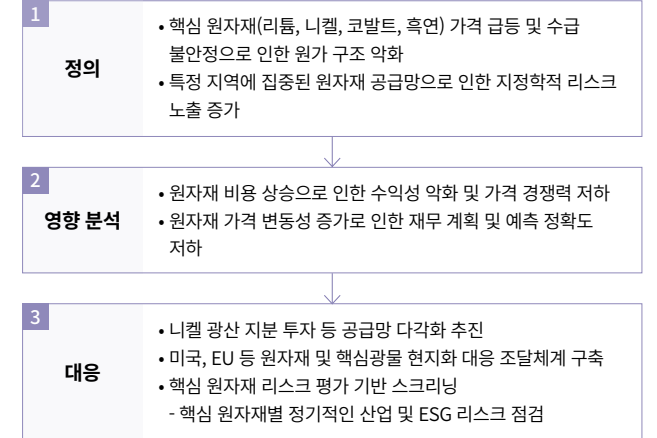 1
정의
• 핵심 원자재(리튬, 니켈, 코발트, 흑연) 가격 급등 및 수급
불안정으로 인한 원가 구조 악화
• 특정 지역에 집중된 원자재 공급망으로 인한 지정학적 리스크
노출 증가
2
영향 분석
• 원자재 비용 상승으로 인한 수익성 악화 및 가격 경쟁력 저하
• 원자재 가격 변동성 증가로 인한 재무 계획 및 예측 정확도
저하
3
대응
• 니켈 광산 지분 투자 등 공급망 다각화 추진
• 미국, EU 등 원자재 및 핵심광물 현지화 대응 조달체계 구축
• 핵심 원자재 리스크 평가 기반 스크리닝
- 핵심 원자재별 정기적인 산업 및 ESG 리스크 점검